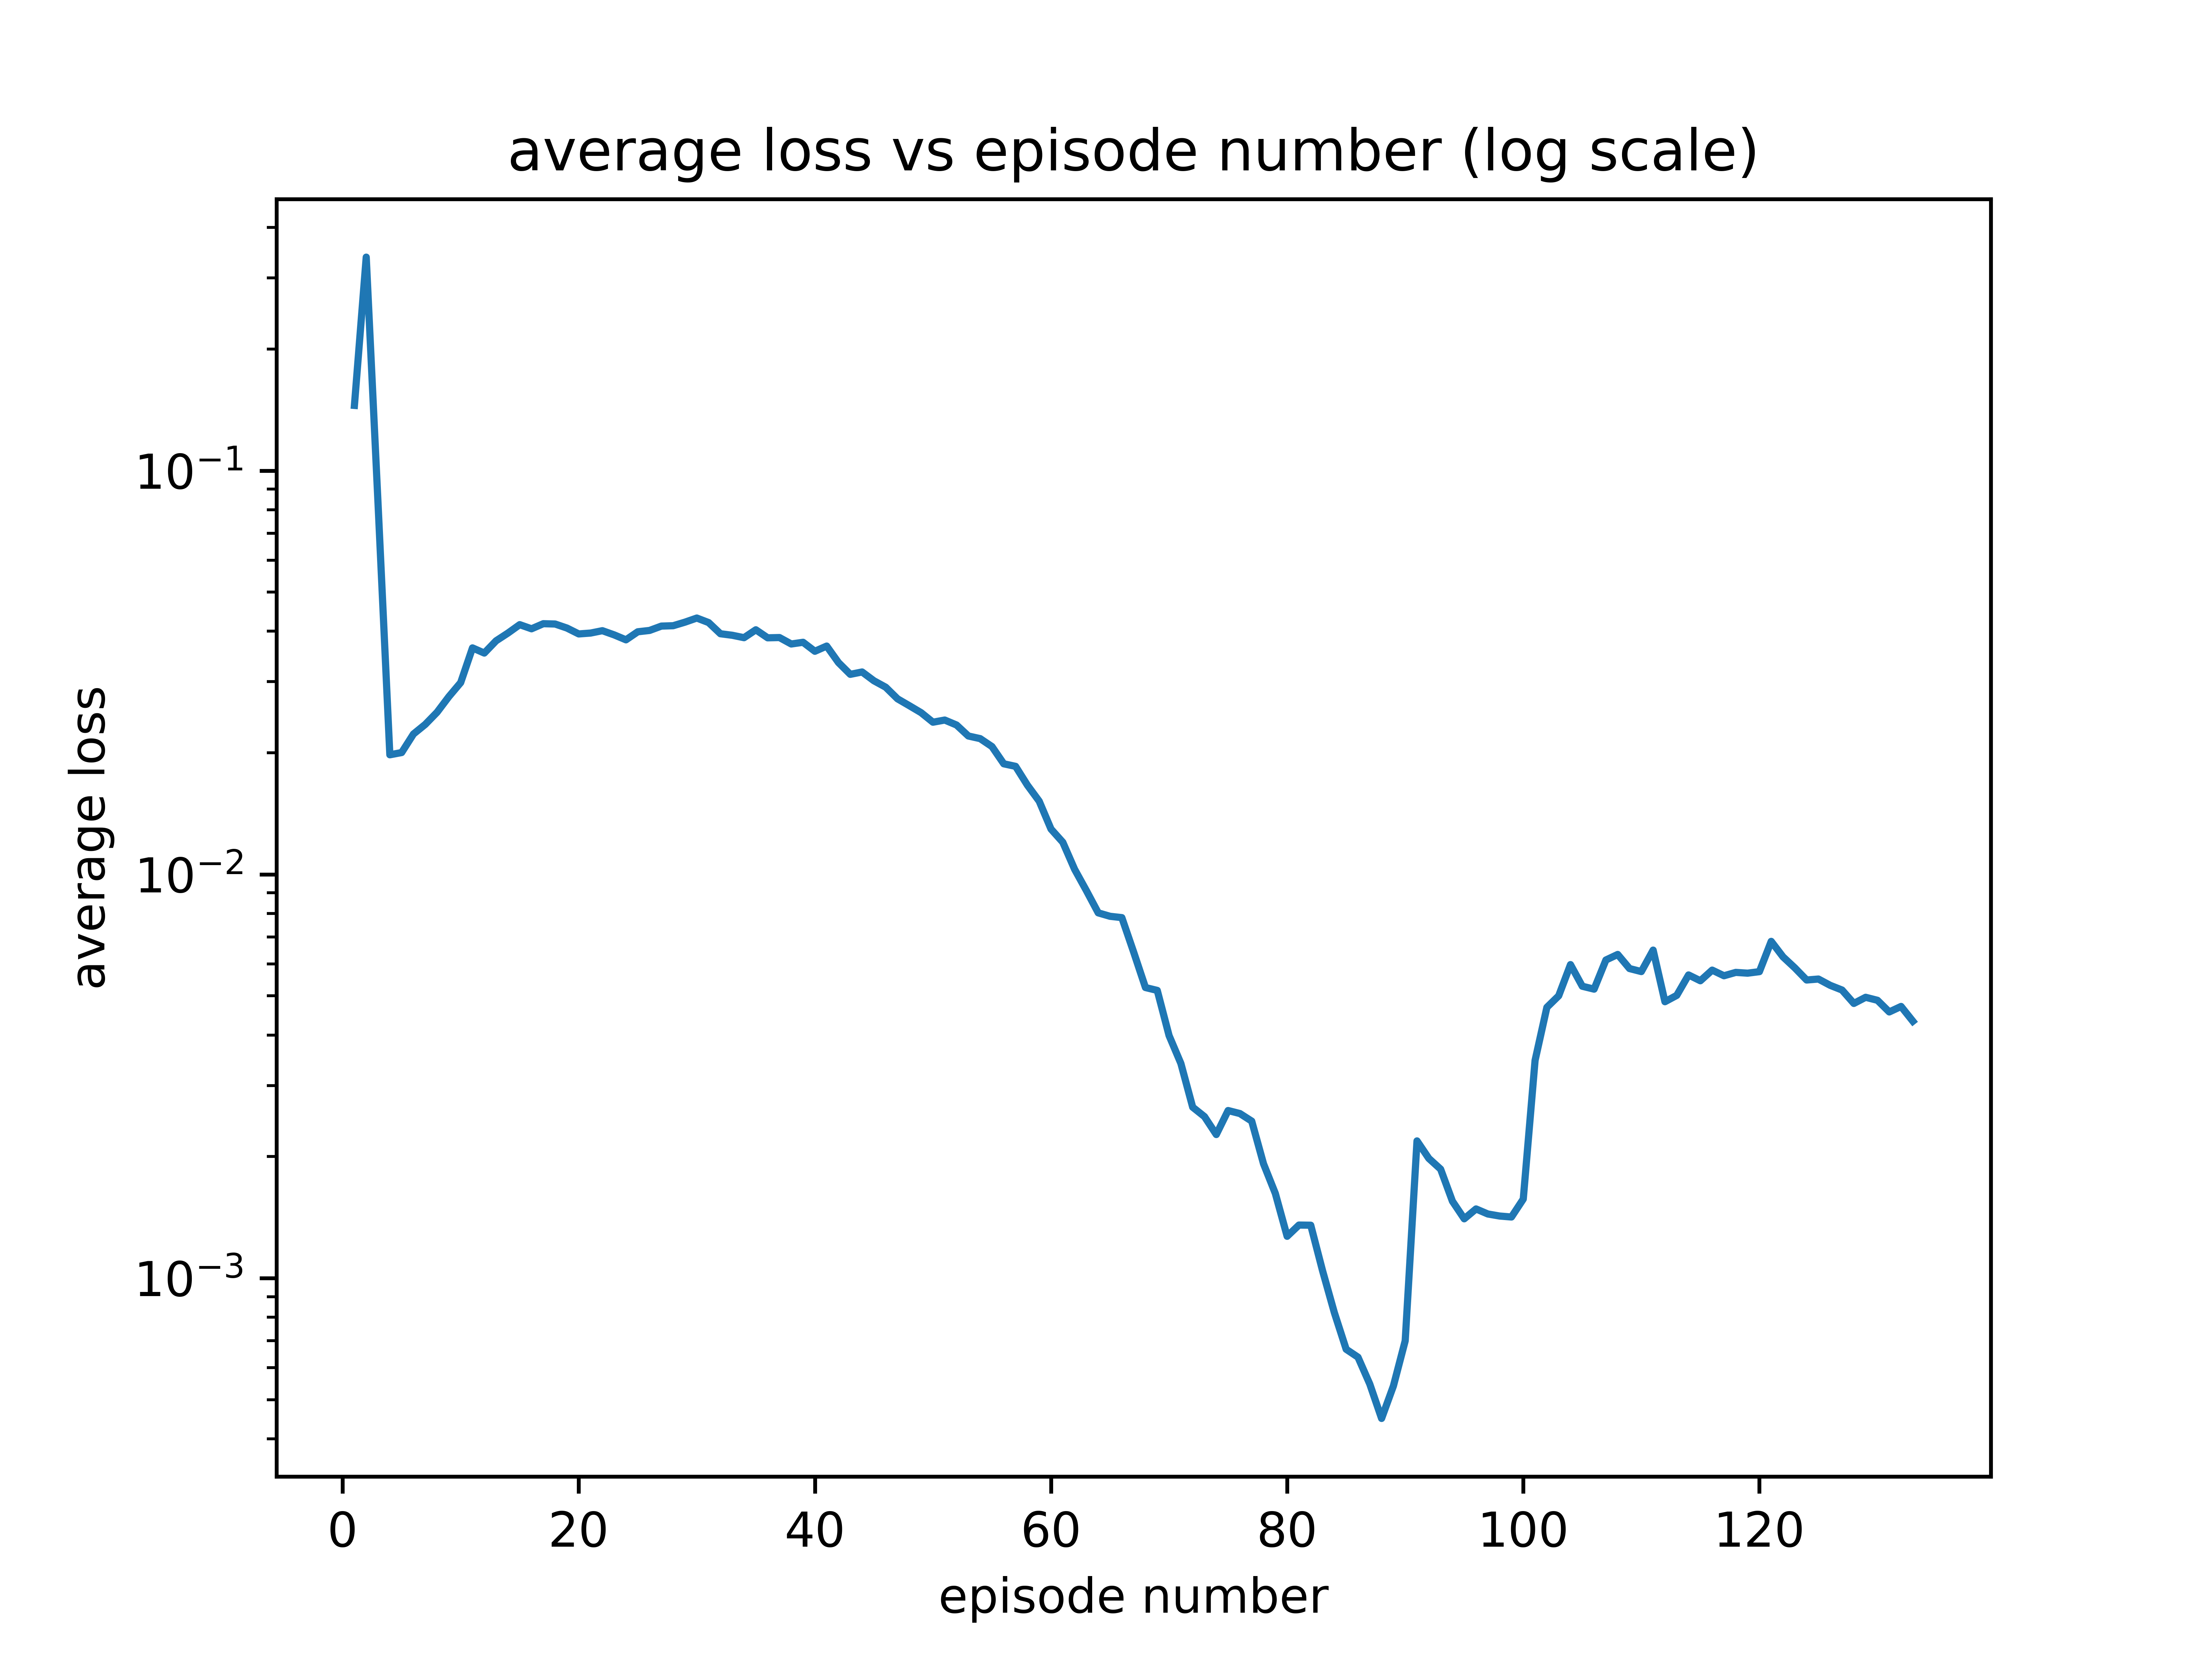 average loss vs episode number (log scale)
average loss
10⁻¹
10⁻²
10⁻³
0 20 40 60 80 100 120
episode number